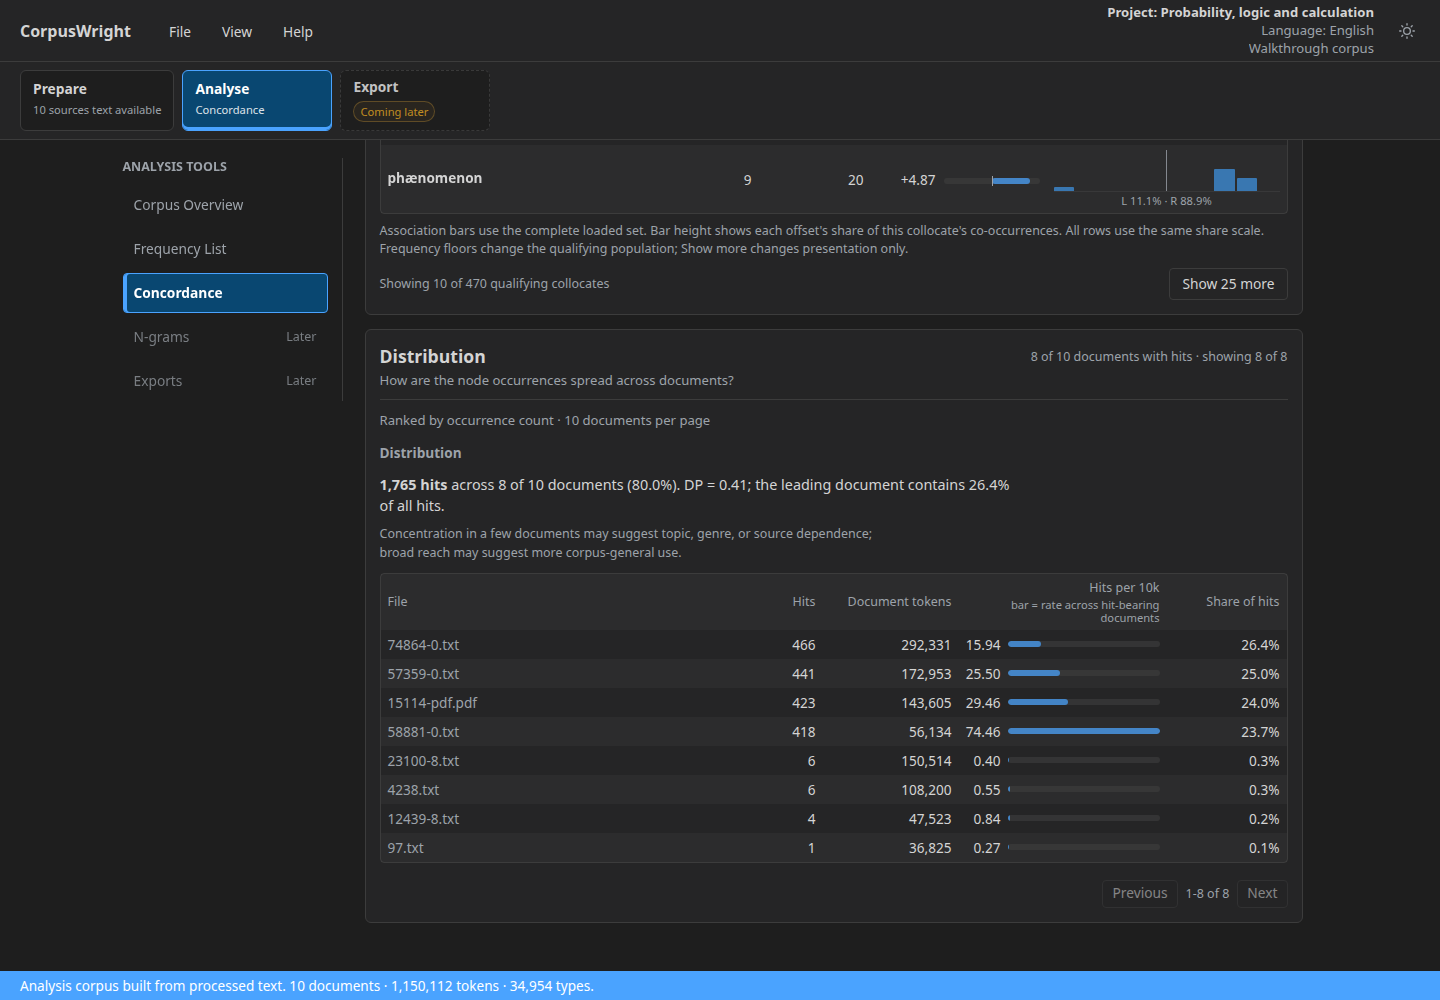 CorpusWright File View Help
Project: Probability, logic and calculation
Language: English
Walkthrough corpus
Prepare
10 sources text available
Analyse
Concordance
Export
Coming later
ANALYSIS TOOLS
Corpus Overview
Frequency List
Concordance
N-grams Later
Exports Later
phænomenon 9 20 +4.87
L 11.1% · R 88.9%
Association bars use the complete loaded set. Bar height shows each offset's share of this collocate's co-occurrences. All rows use the same share scale.
Frequency floors change the qualifying population; Show more changes presentation only.
Showing 10 of 470 qualifying collocates Show 25 more
Distribution 8 of 10 documents with hits · showing 8 of 8
How are the node occurrences spread across documents?
Ranked by occurrence count · 10 documents per page
Distribution
1,765 hits across 8 of 10 documents (80.0%). DP = 0.41; the leading document contains 26.4%
of all hits.
Concentration in a few documents may suggest topic, genre, or source dependence;
broad reach may suggest more corpus-general use.
File Hits Document tokens Hits per 10k Share of hits
bar = rate across hit-bearing
documents
74864-0.txt 466 292,331 15.94 26.4%
57359-0.txt 441 172,953 25.50 25.0%
15114-pdf.pdf 423 143,605 29.46 24.0%
58881-0.txt 418 56,134 74.46 23.7%
23100-8.txt 6 150,514 0.40 0.3%
4238.txt 6 108,200 0.55 0.3%
12439-8.txt 4 47,523 0.84 0.2%
97.txt 1 36,825 0.27 0.1%
Previous 1-8 of 8 Next
Analysis corpus built from processed text. 10 documents · 1,150,112 tokens · 34,954 types.